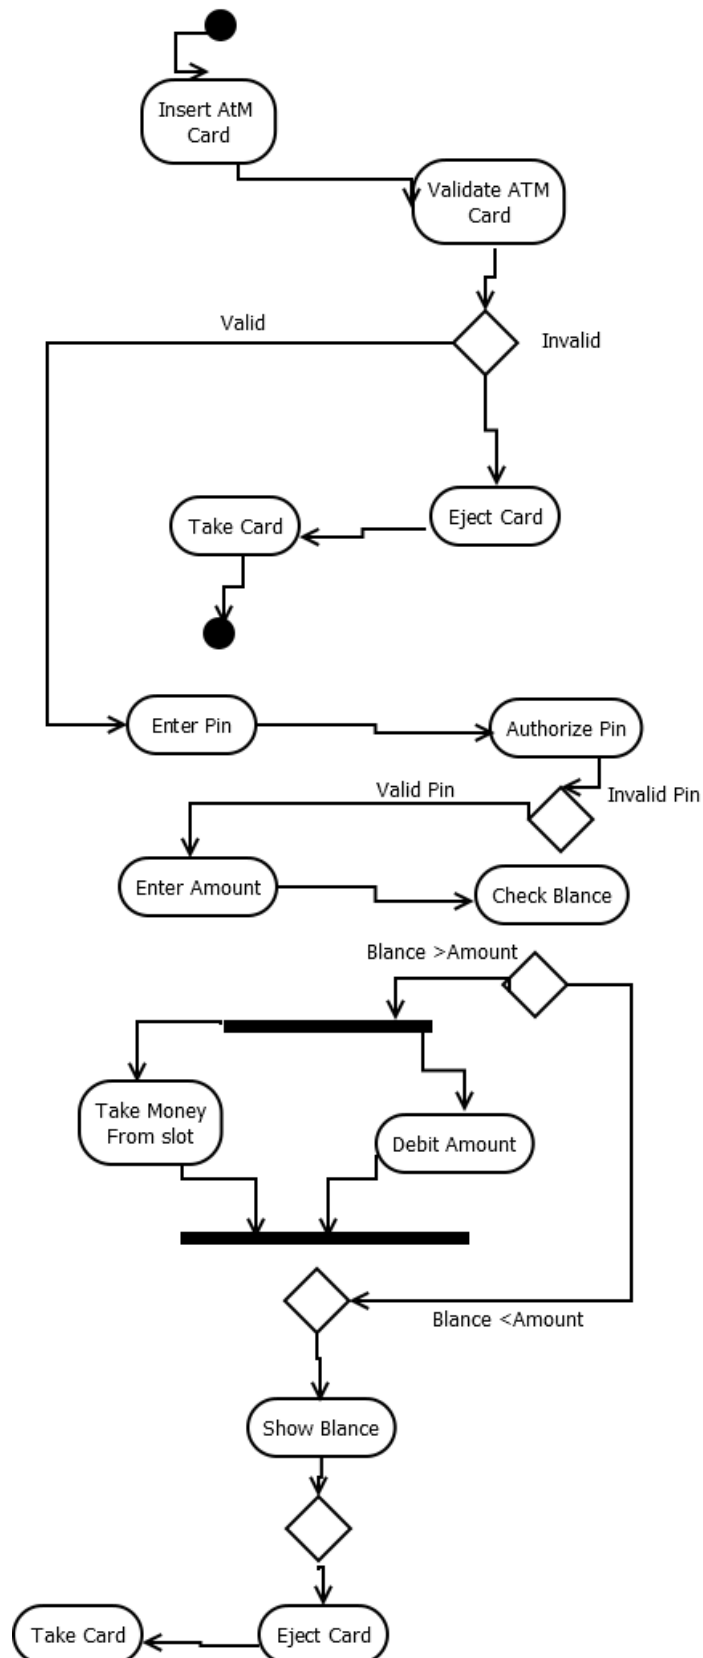 Insert AtM
Card
Validate ATM
Card
Valid
Invalid
Take Card
Eject Card
Enter Pin
Authorize Pin
Valid Pin
Invalid Pin
Enter Amount
Check Blance
Blance >Amount
Take Money
From slot
Debit Amount
Blance <Amount
Show Blance
Take Card
Eject Card